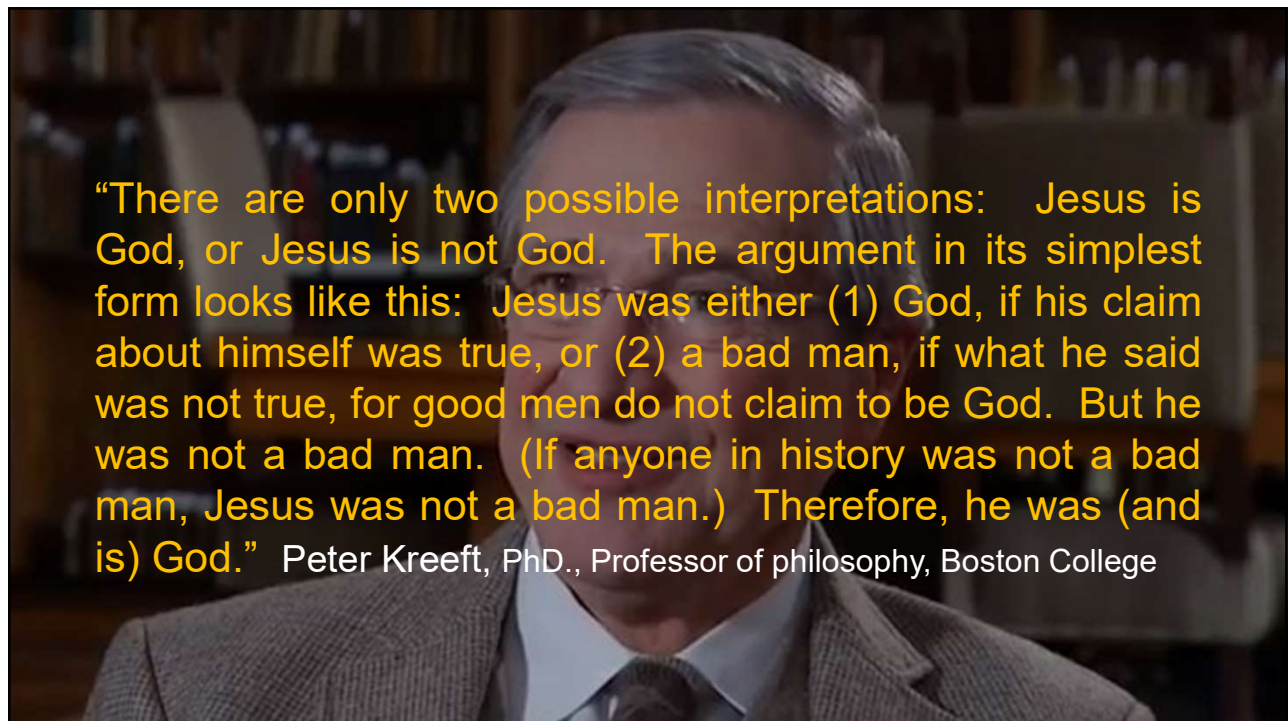 “There are only two possible interpretations: Jesus is
God, or Jesus is not God. The argument in its simplest
form looks like this: Jesus was either (1) God, if his claim
about himself was true, or (2) a bad man, if what he said
was not true, for good men do not claim to be God. But he
was not a bad man. (If anyone in history was not a bad
man, Jesus was not a bad man.) Therefore, he was (and
is) God.” Peter Kreeft, PhD., Professor of philosophy, Boston College